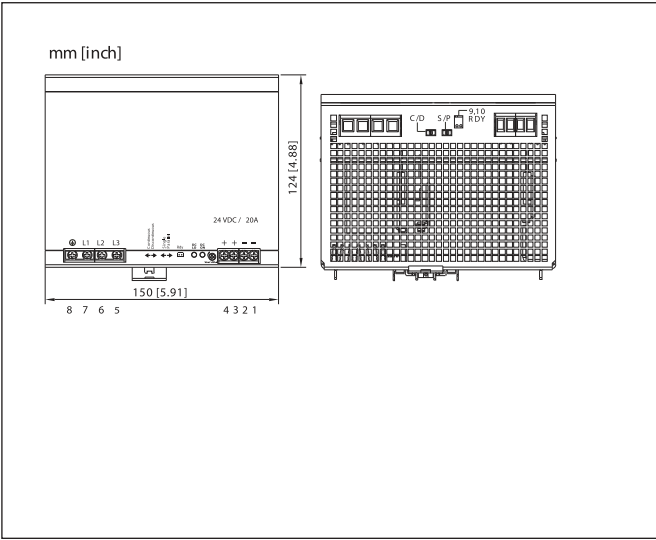 mm [inch]
C/D
S/P
9,10
RDY
124 [4.88]
24 VDC / 20A
L1 L2 L3
+ + − −
150 [5.91]
8 7 6 5
4 3 2 1